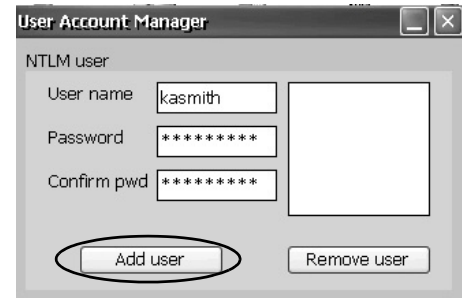 User Account Manager
NTLM user
User name kasmith
Password *********
Confirm pwd *********
Add user Remove user